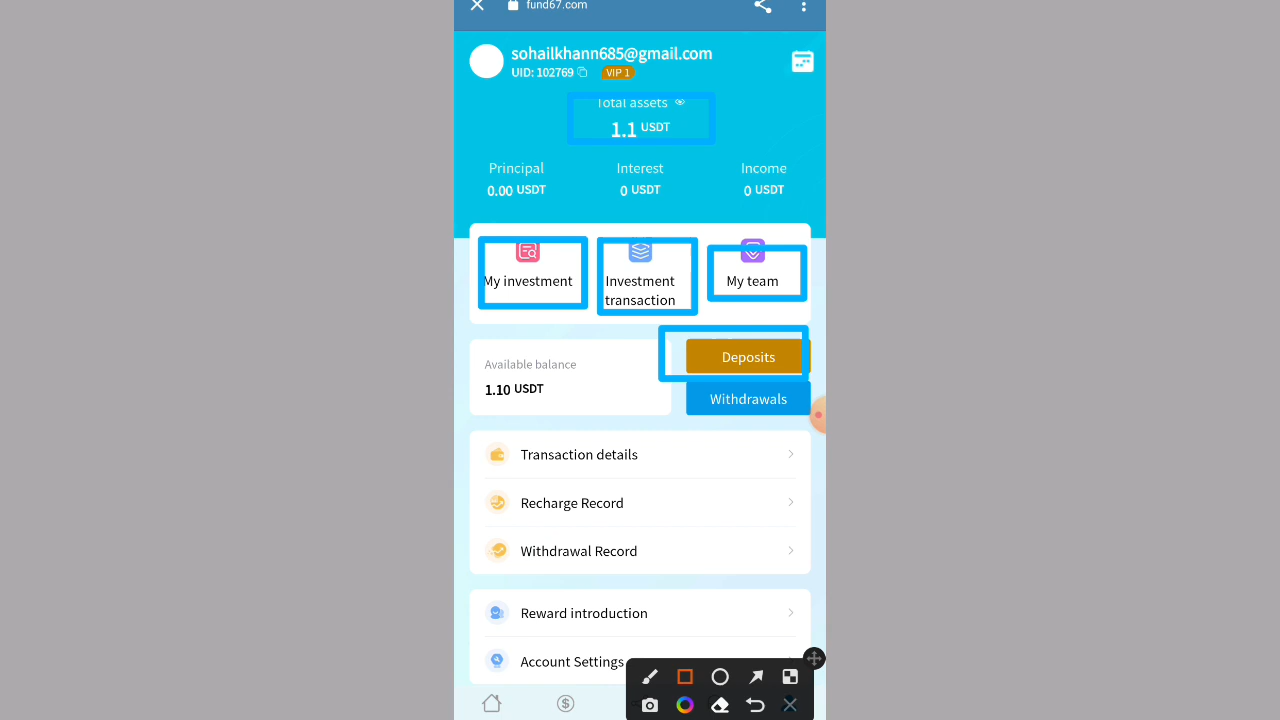 fund67.com
sohailkhann685@gmail.com
UID: 102769 VIP 1
Total assets
1.1 USDT
Principal Interest Income
0.00 USDT 0 USDT 0 USDT
My investment
Investment
transaction
My team
Available balance
1.10 USDT
Deposits
Withdrawals
Transaction details
Recharge Record
Withdrawal Record
Reward introduction
Account Settings